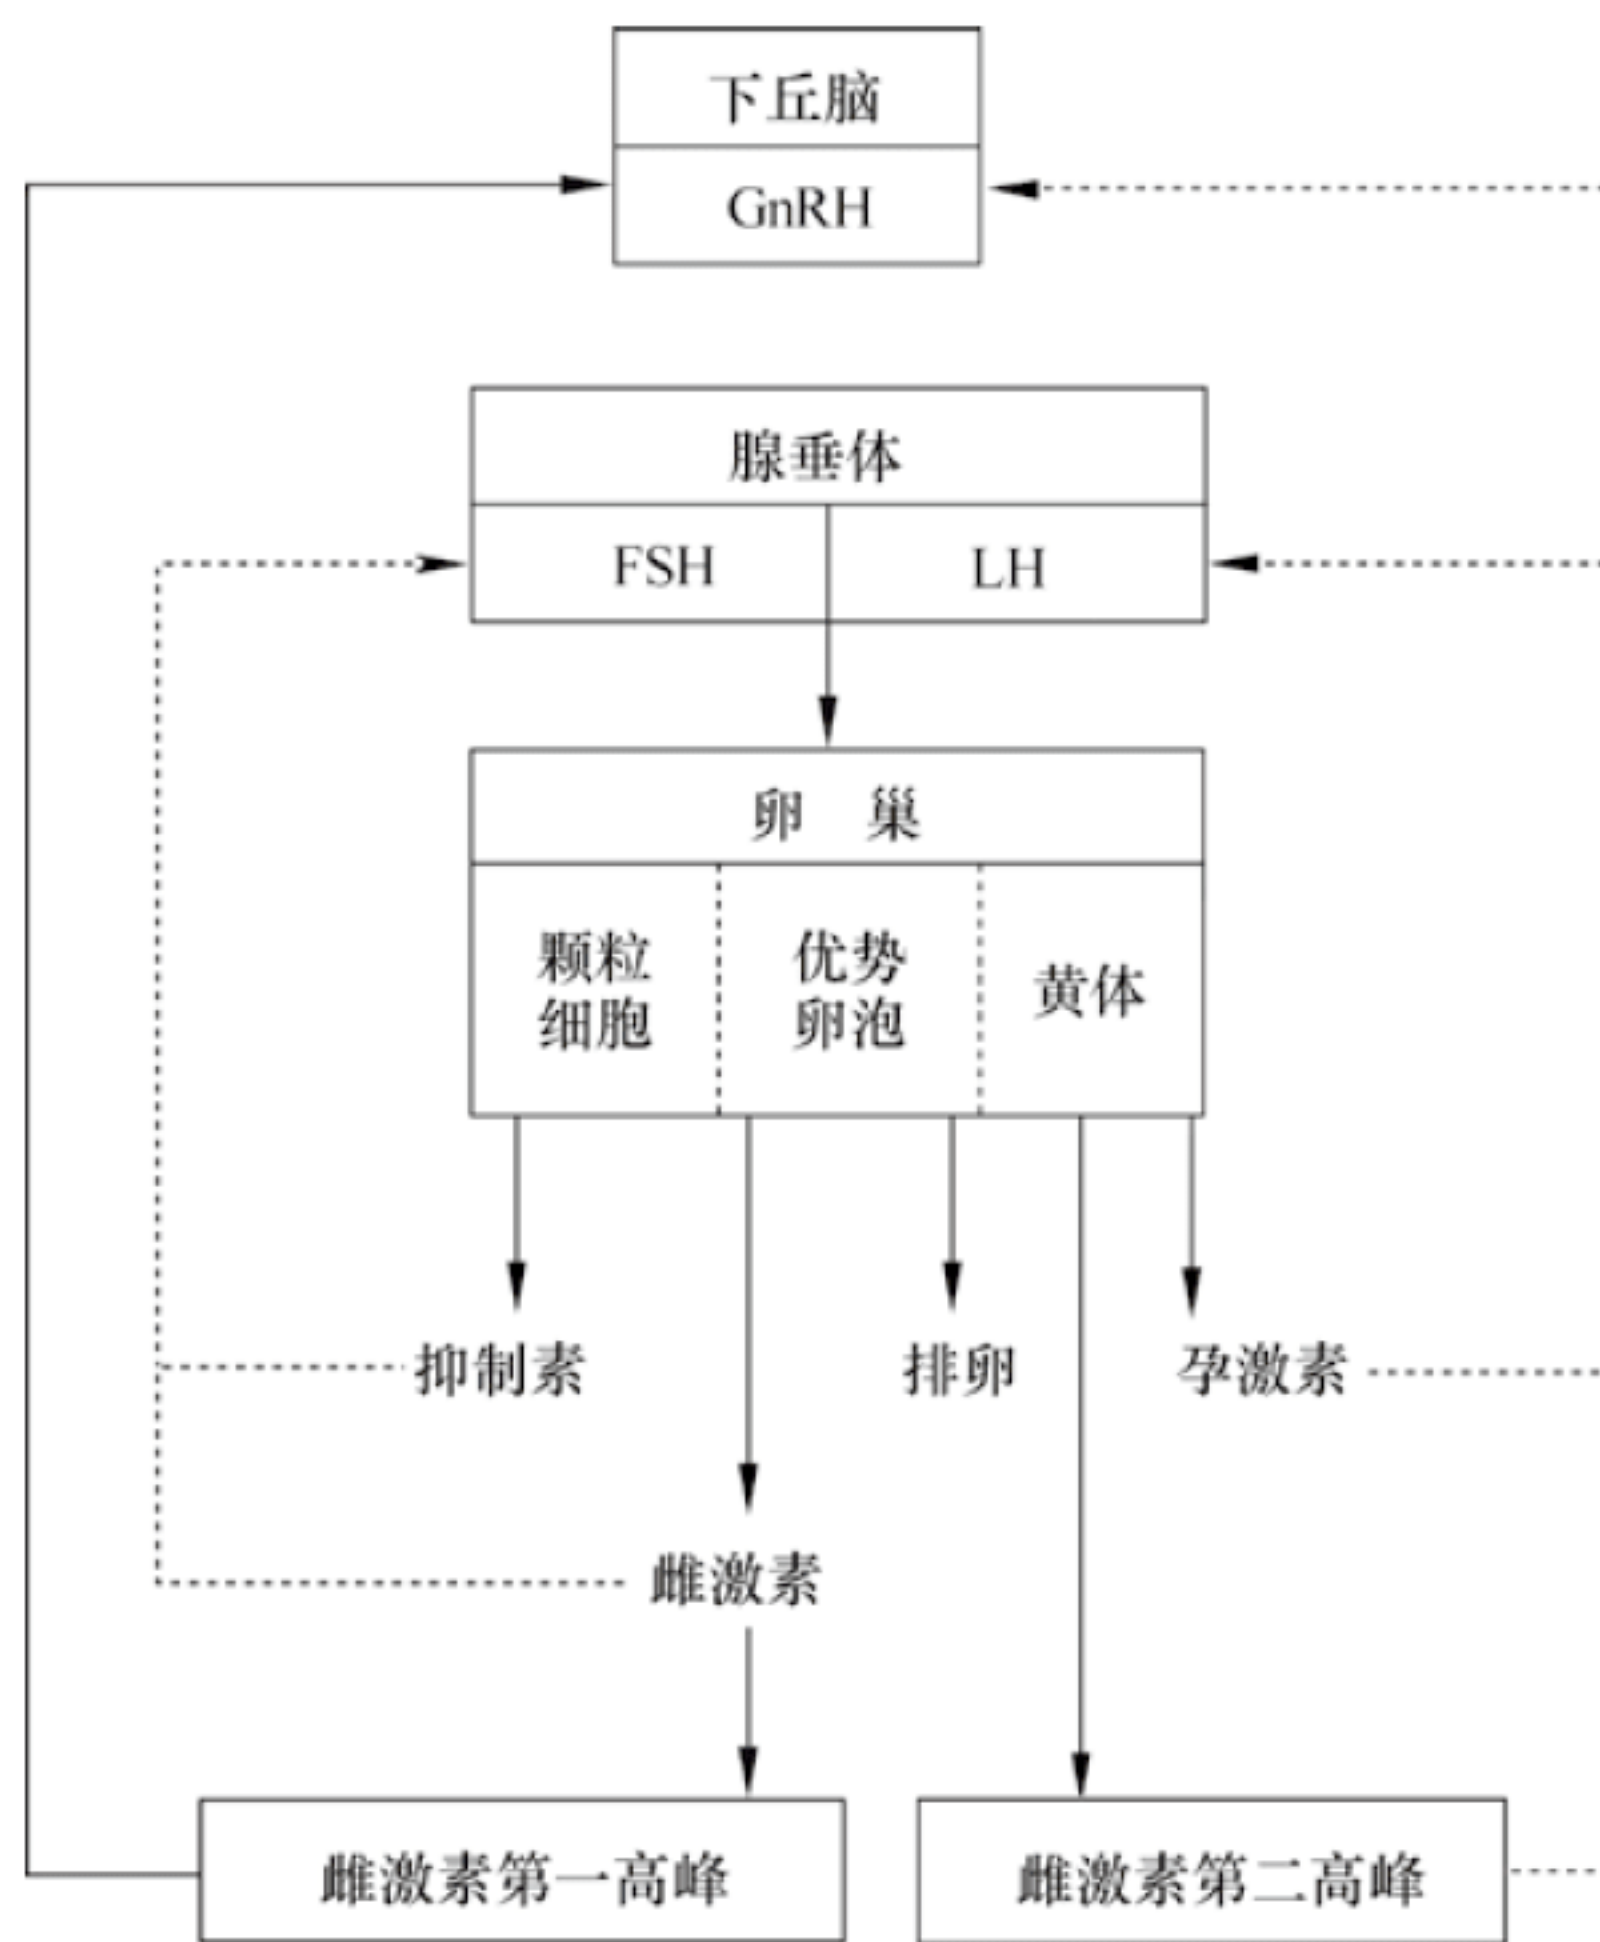 下丘脑
GnRH
腺垂体
FSH
LH
卵 巢
颗粒
细胞
优势
卵泡
黄体
抑制素
排卵
孕激素
雌激素
雌激素第一高峰
雌激素第二高峰